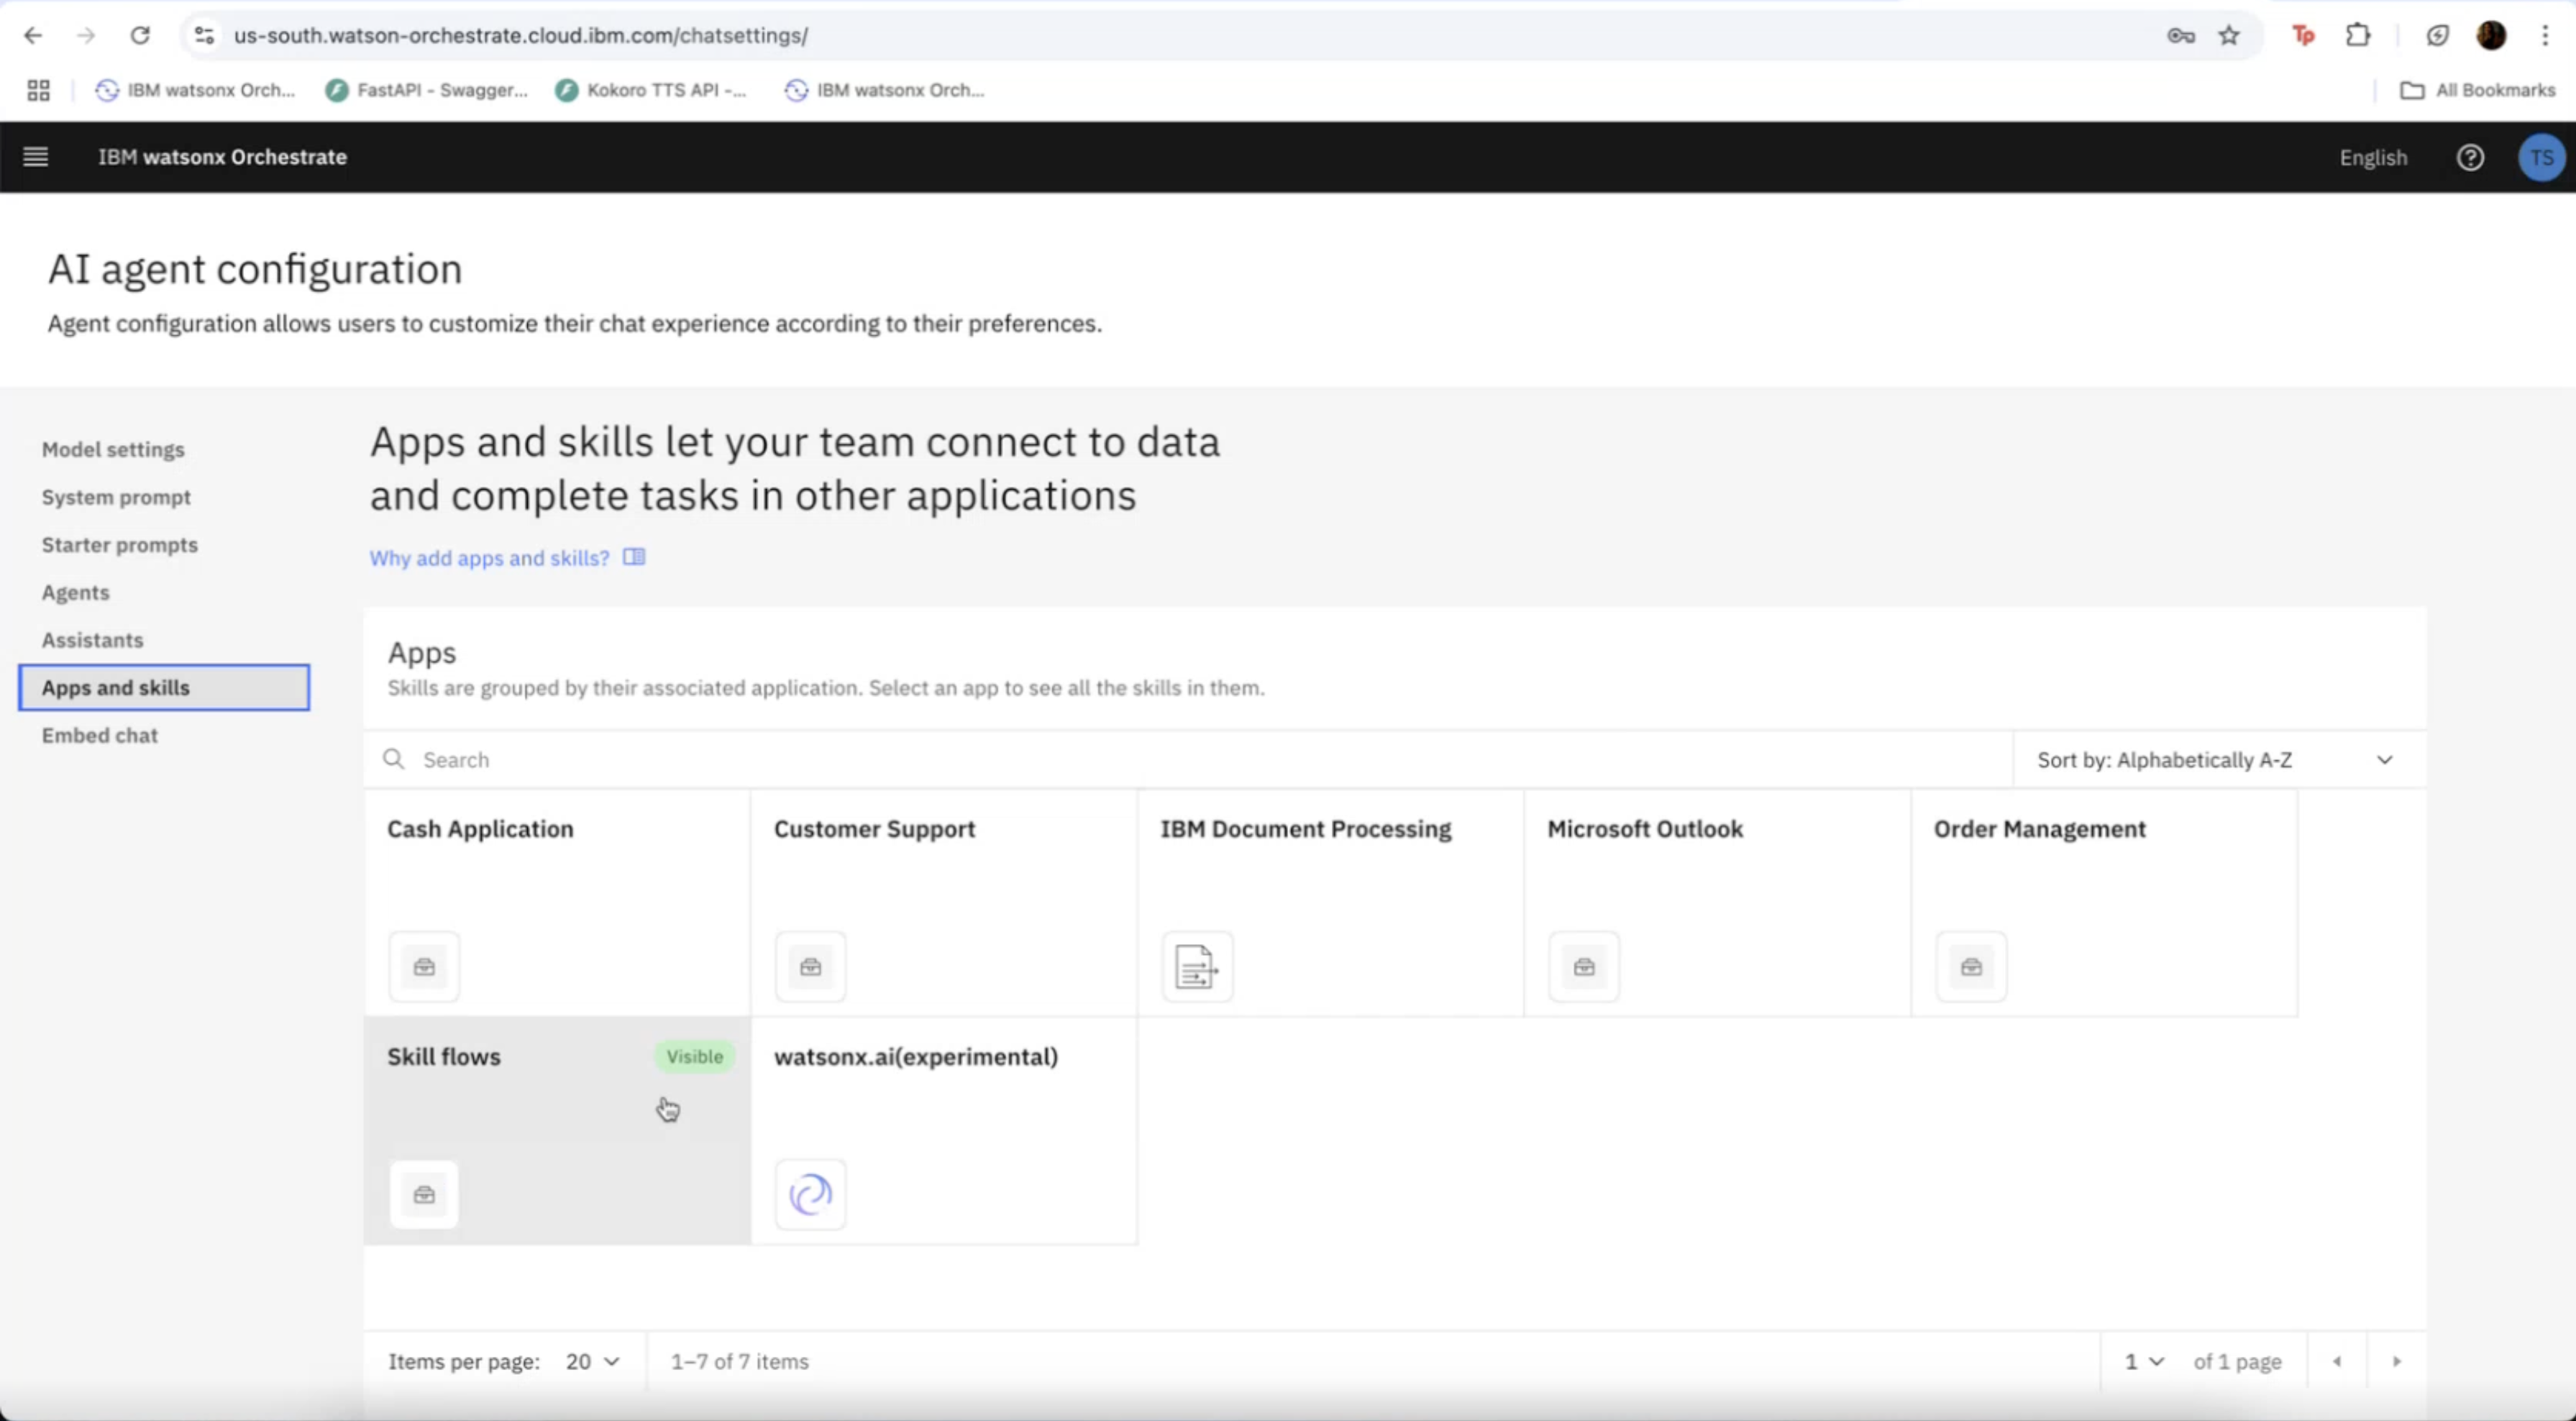 us-south.watson-orchestrate.cloud.ibm.com/chatsettings/
Tp
IBM watsonx Orch...
FastAPI - Swagger...
Kokoro TTS API -...
IBM watsonx Orch...
All Bookmarks
IBM watsonx Orchestrate
English
TS
AI agent configuration
Agent configuration allows users to customize their chat experience according to their preferences.
Model settings
System prompt
Starter prompts
Agents
Assistants
Apps and skills
Embed chat
Apps and skills let your team connect to data
and complete tasks in other applications
Why add apps and skills?
Apps
Skills are grouped by their associated application. Select an app to see all the skills in them.
Search
Sort by: Alphabetically A-Z
Cash Application
Customer Support
IBM Document Processing
Microsoft Outlook
Order Management
Skill flows
Visible
watsonx.ai(experimental)
Items per page: 20
1–7 of 7 items
1
of 1 page